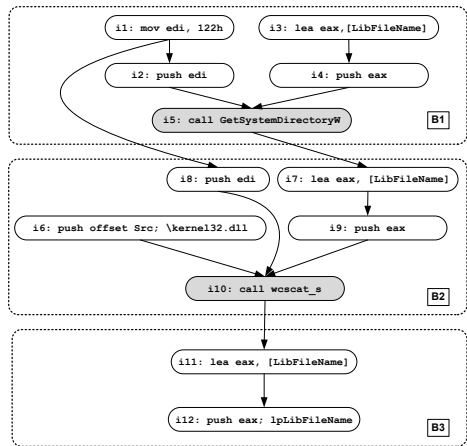 i1: mov edi, 122h
i3: lea eax,[LibFileName]
i2: push edi
i4: push eax
i5: call GetSystemDirectoryW
B1
i8: push edi
i7: lea eax, [LibFileName]
i6: push offset Src; \kernel32.dll
i9: push eax
i10: call wcscat_s
B2
i11: lea eax, [LibFileName]
i12: push eax; lpLibFileName
B3